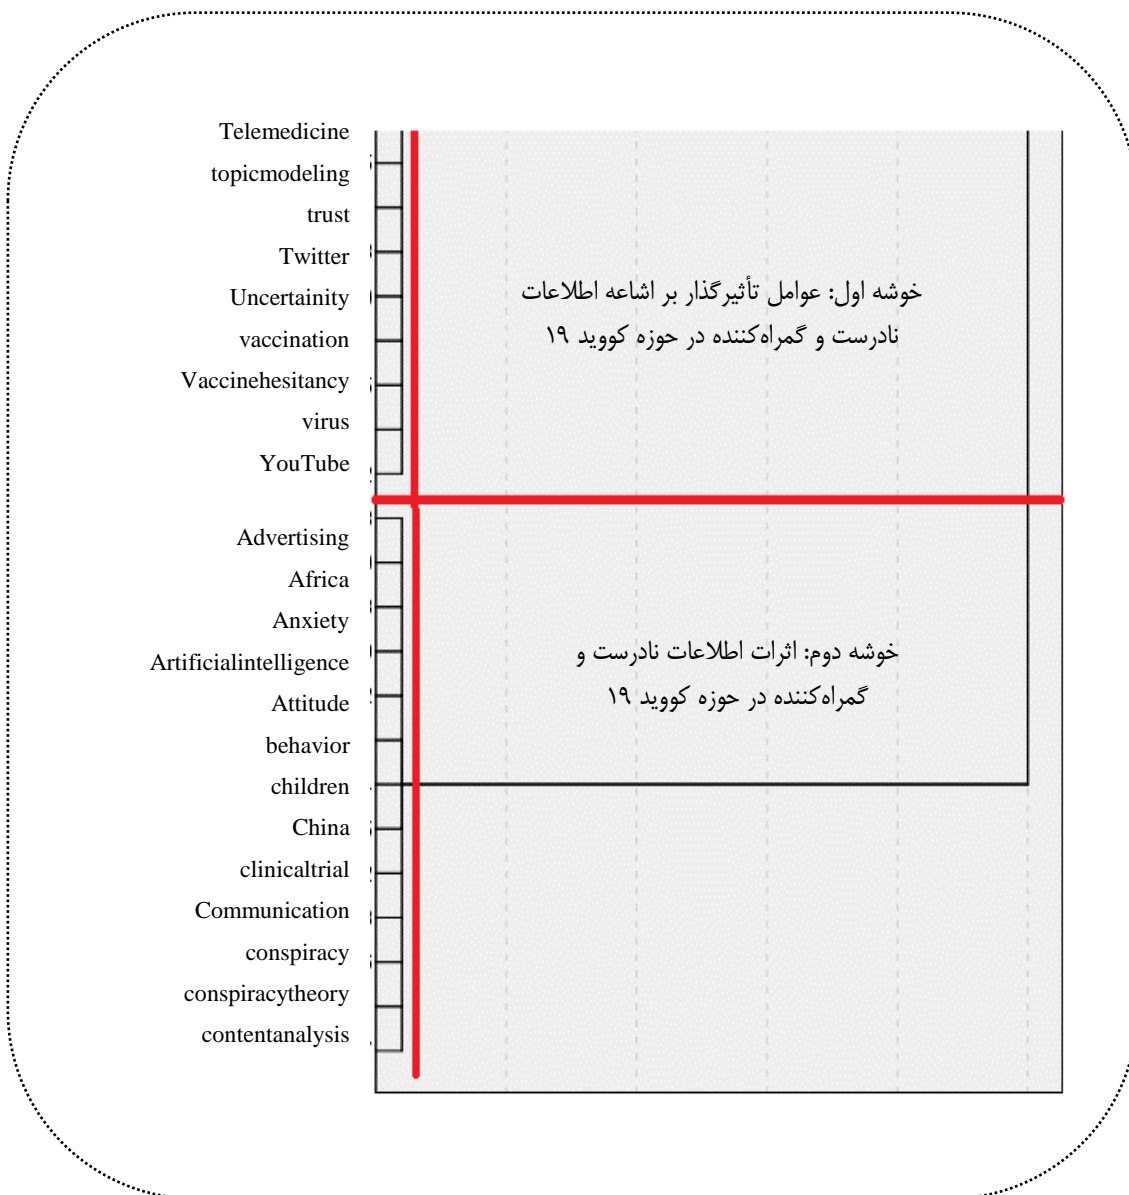 Telemedicine
topicmodeling
trust
Twitter
Uncertainity
vaccination
Vaccinehesitancy
virus
YouTube
خوشه اول: عوامل تأثیرگذار بر اشاعه اطلاعات
نادرست و گمراه‌کننده در حوزه کووید ۱۹
Advertising
Africa
Anxiety
Artificialintelligence
Attitude
behavior
children
China
clinicaltrial
Communication
conspiracy
conspiracytheory
contentanalysis
خوشه دوم: اثرات اطلاعات نادرست و
گمراه‌کننده در حوزه کووید ۱۹